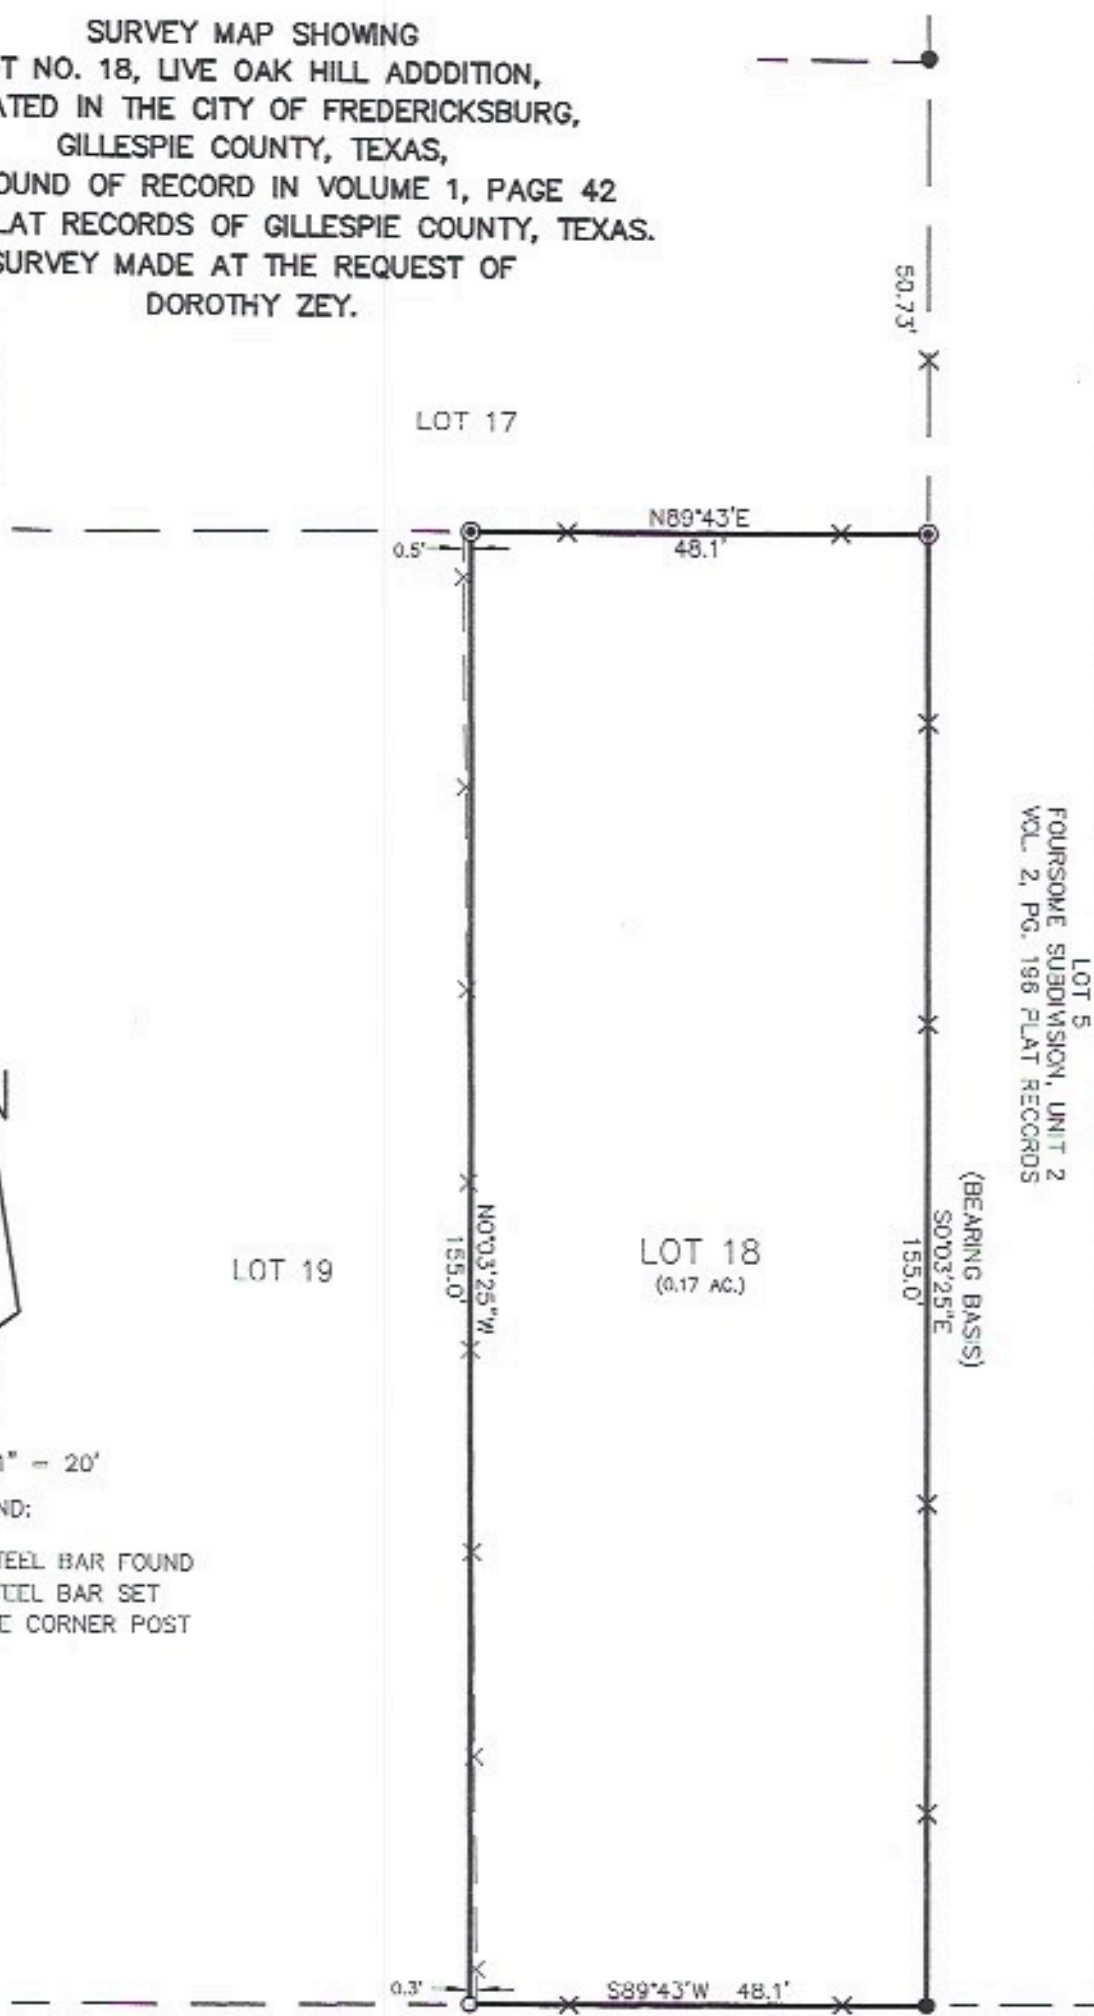 SURVEY MAP SHOWING
T NO. 18, LIVE OAK HILL ADDDITION,
ATED IN THE CITY OF FREDERICKSBURG,
GILLESPIE COUNTY, TEXAS,
OUND OF RECORD IN VOLUME 1, PAGE 42
LAT RECORDS OF GILLESPIE COUNTY, TEXAS.
SURVEY MADE AT THE REQUEST OF
DOROTHY ZEY.
50.73'
LOT 17
N89°43'E
48.1'
0.5'
LOT 5
FOURSOME SUBDIVISION, UNIT 2
VOL. 2, PG. 196 PLAT RECORDS
(BEARING BASIS)
S0°03'25"E
155.0'
LOT 18
(0.17 AC.)
N0°03'25"W
155.0'
LOT 19
1" = 20'
ND:
TEEL BAR FOUND
TEEL BAR SET
E CORNER POST
0.3'
S89°43'W 48.1'